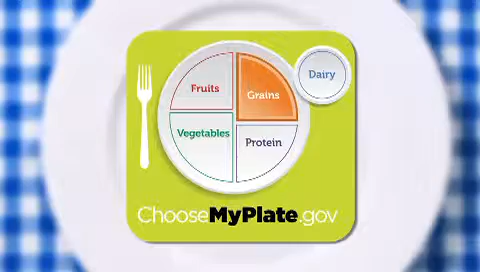 Fruits
Grains
Dairy
Vegetables
Protein
ChooseMyPlate.gov